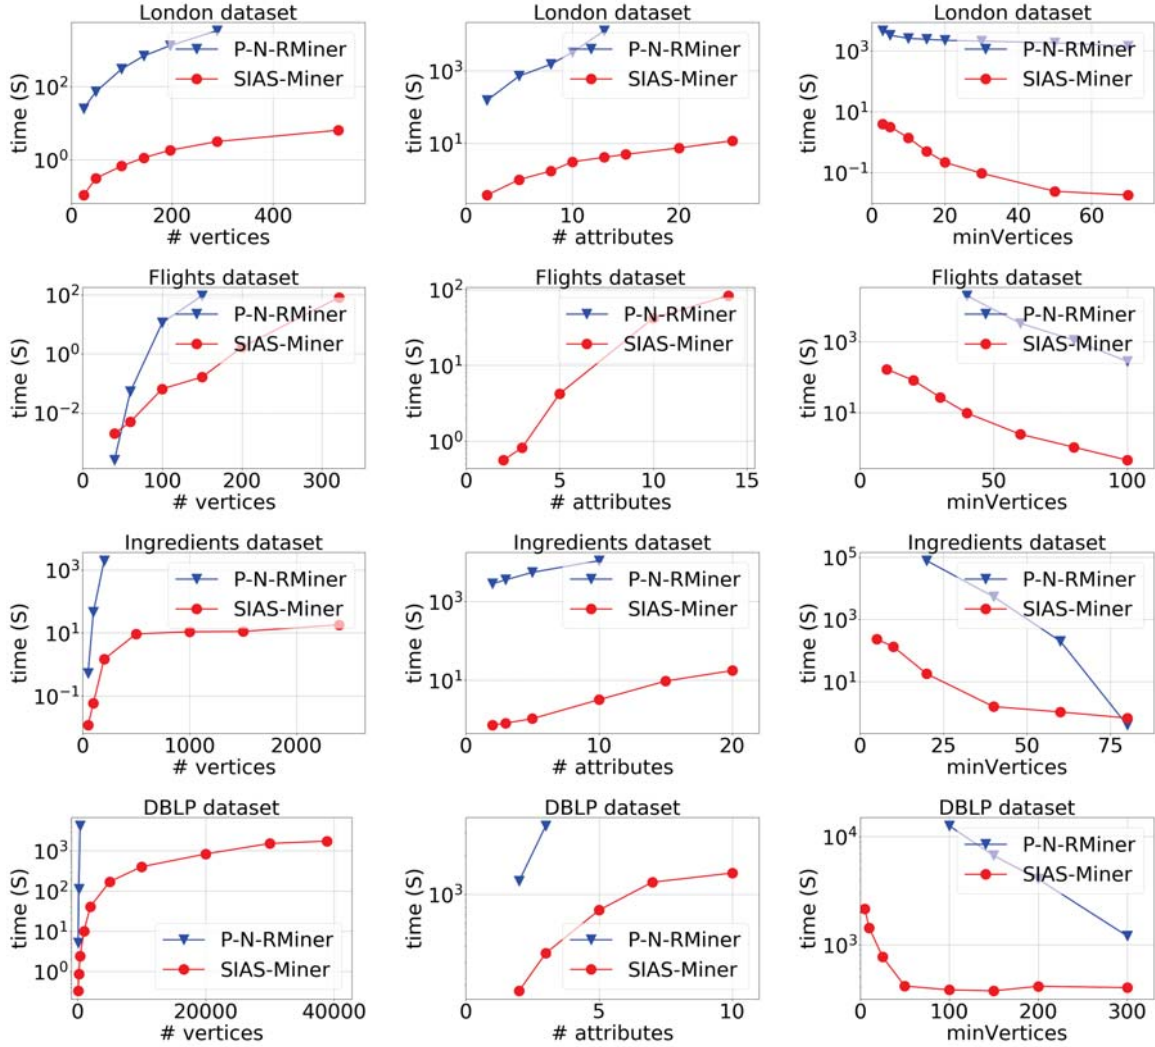 London dataset
time (S)
10²
10⁰
P-N-RMiner
SIAS-Miner
0 200 400
# vertices
London dataset
time (S)
10³
10¹
P-N-RMiner
SIAS-Miner
0 10 20
# attributes
London dataset
time (S)
10³
10¹
10⁻¹
P-N-RMiner
SIAS-Miner
0 20 40 60
minVertices
Flights dataset
time (S)
10²
10⁰
10⁻²
P-N-RMiner
SIAS-Miner
0 100 200 300
# vertices
Flights dataset
time (S)
10²
10¹
10⁰
P-N-RMiner
SIAS-Miner
0 5 10 15
# attributes
Flights dataset
time (S)
10³
10¹
P-N-RMiner
SIAS-Miner
50 100
minVertices
Ingredients dataset
time (S)
10³
10¹
10⁻¹
P-N-RMiner
SIAS-Miner
0 1000 2000
# vertices
Ingredients dataset
time (S)
10³
10¹
P-N-RMiner
SIAS-Miner
0 10 20
# attributes
Ingredients dataset
time (S)
10⁵
10³
10¹
P-N-RMiner
SIAS-Miner
0 25 50 75
minVertices
DBLP dataset
time (S)
10³
10²
10¹
10⁰
P-N-RMiner
SIAS-Miner
0 20000 40000
# vertices
DBLP dataset
time (S)
10³
P-N-RMiner
SIAS-Miner
0 5 10
# attributes
DBLP dataset
time (S)
10⁴
10³
P-N-RMiner
SIAS-Miner
0 100 200 300
minVertices